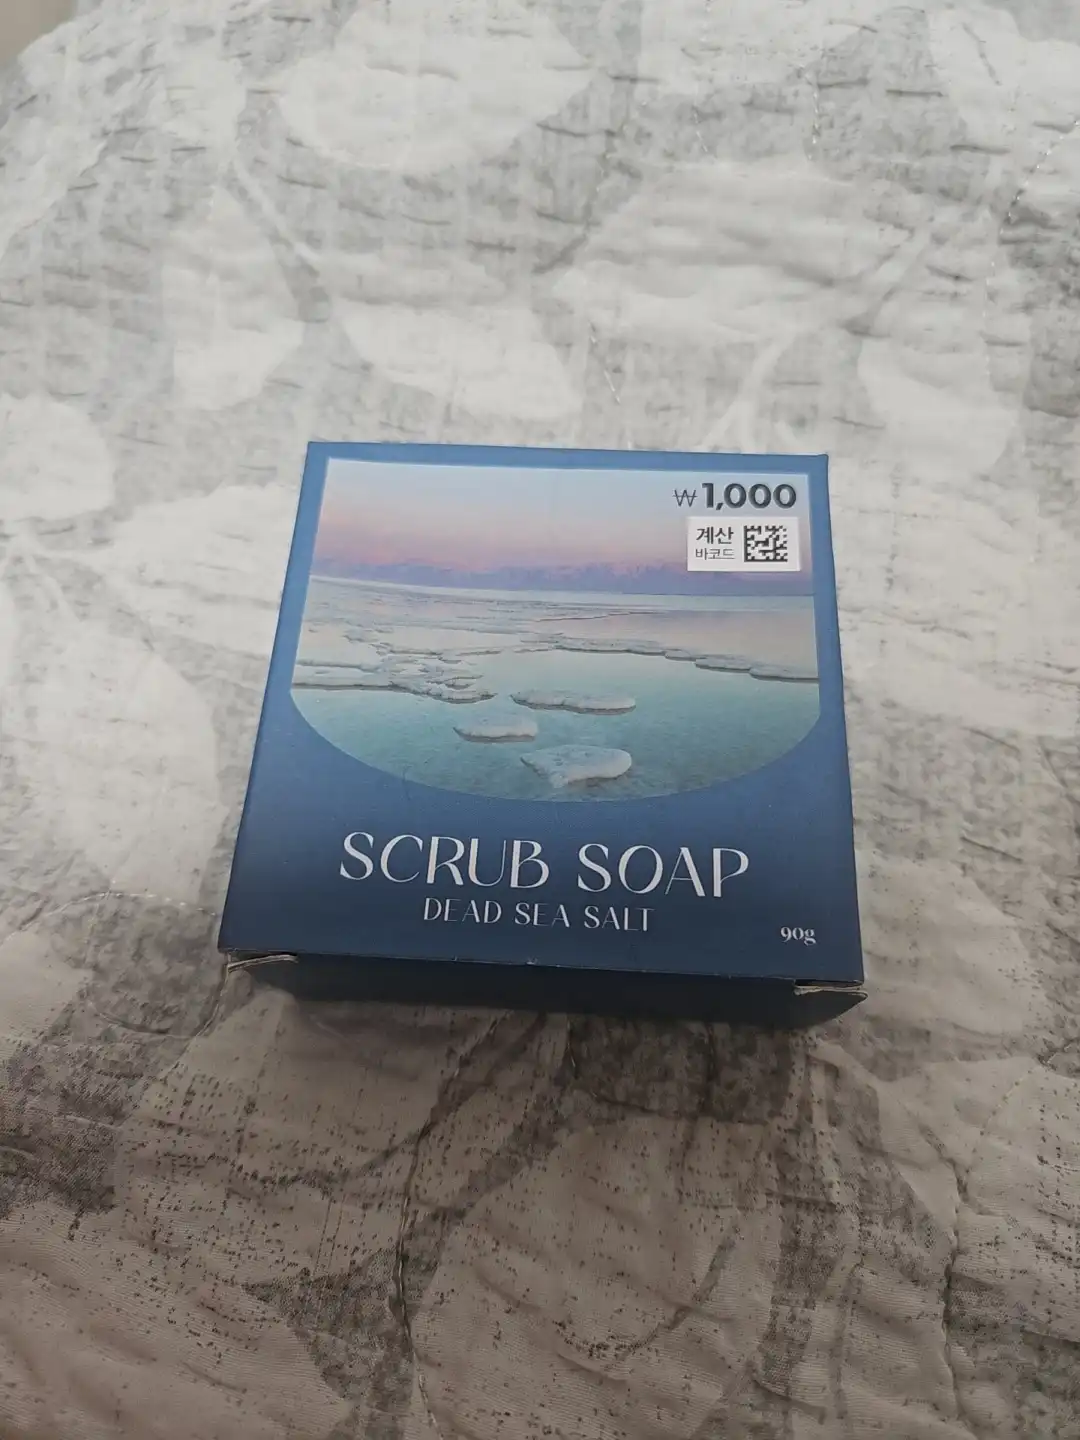 ₩1,000
계산
바코드
SCRUB SOAP
DEAD SEA SALT
90g